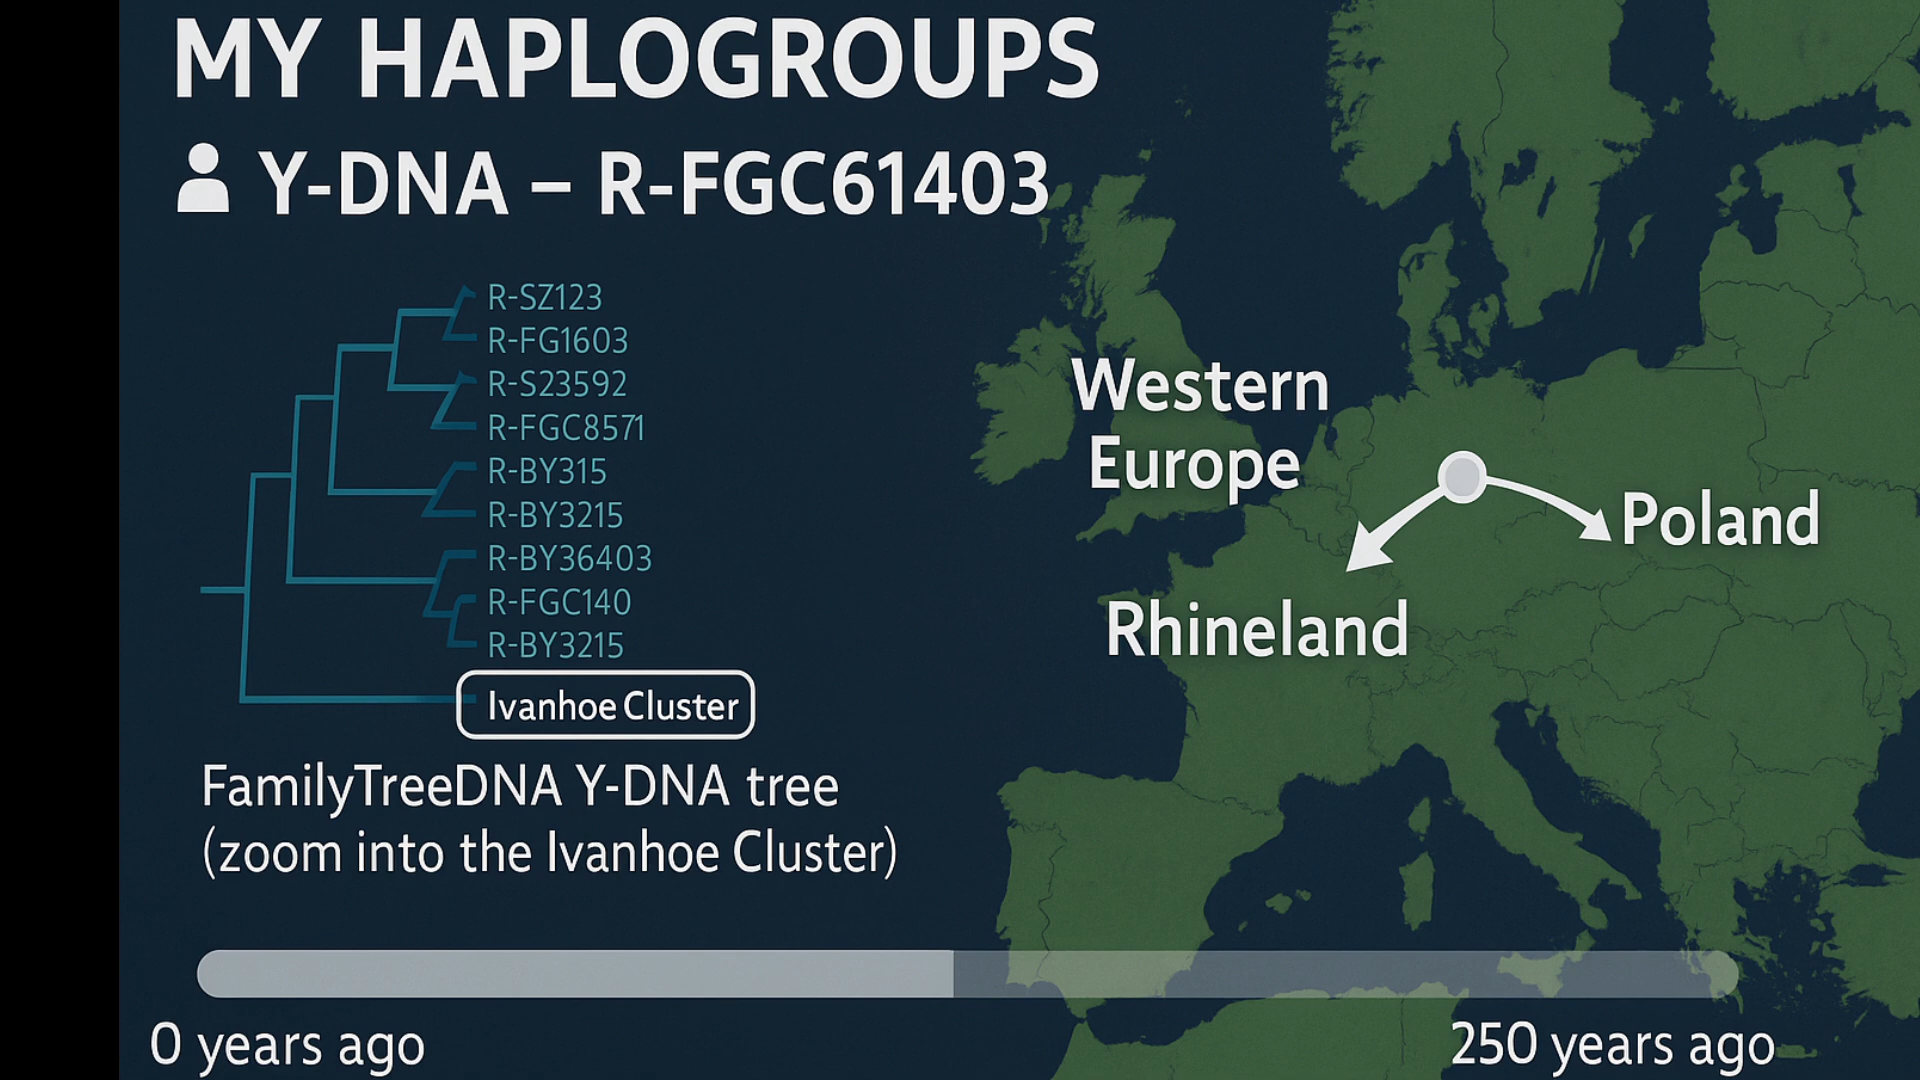 MY HAPLOGROUPS
Y-DNA – R-FGC61403
R-SZ123
R-FG1603
R-S23592
R-FGC8571
R-BY315
R-BY3215
R-BY36403
R-FGC140
R-BY3215
Ivanhoe Cluster
FamilyTreeDNA Y-DNA tree
(zoom into the Ivanhoe Cluster)
Western
Europe
Poland
Rhineland
0 years ago
250 years ago